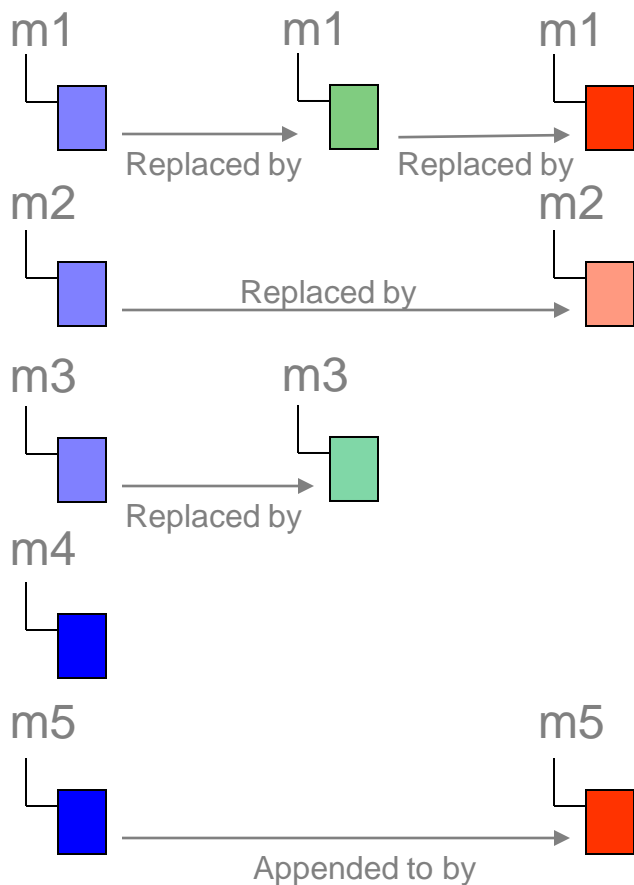 m1 m1 m1
Replaced by Replaced by
m2 m2
Replaced by
m3 m3
Replaced by
m4
m5 m5
Appended to by